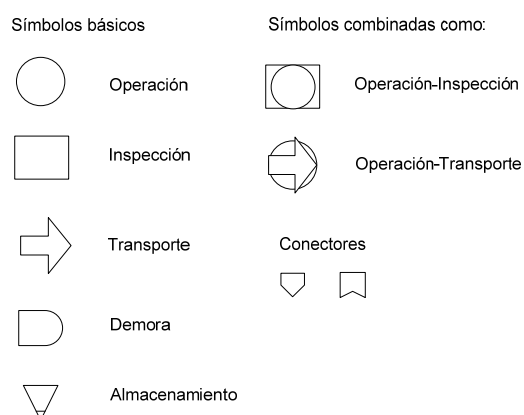 Símbolos básicos
Operación
Inspección
Transporte
Demora
Almacenamiento
Símbolos combinadas como:
Operación-Inspección
Operación-Transporte
Conectores